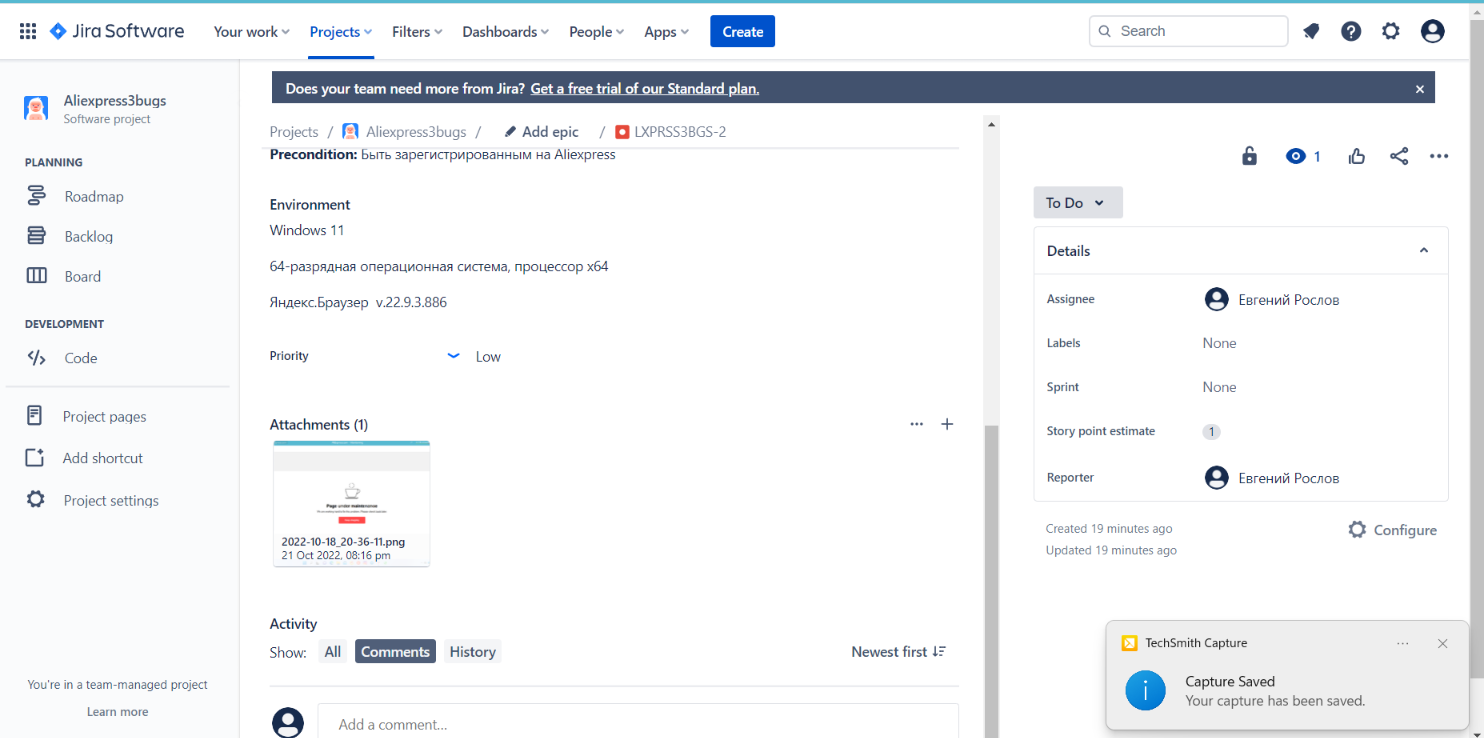 Jira Software Your work Projects Filters Dashboards People Apps Create Search
Does your team need more from Jira? Get a free trial of our Standard plan.
Aliexpress3bugs
Software project
PLANNING
Roadmap
Backlog
Board
DEVELOPMENT
Code
Project pages
Add shortcut
Project settings
You're in a team-managed project
Learn more
Projects / Aliexpress3bugs / Add epic / LXPRSS3BGS-2
Precondition: Быть зарегистрированным на Aliexpress
Environment
Windows 11
64-разрядная операционная система, процессор x64
Яндекс.Браузер v.22.9.3.886
Priority Low
Attachments (1)
Page under maintenance
2022-10-18_20-36-11.png
21 Oct 2022, 08:16 pm
Activity
Show: All Comments History Newest first
Add a comment...
1
To Do
Details
Assignee Евгений Рослов
Labels None
Sprint None
Story point estimate 1
Reporter Евгений Рослов
Created 19 minutes ago
Updated 19 minutes ago
Configure
TechSmith Capture
Capture Saved
Your capture has been saved.